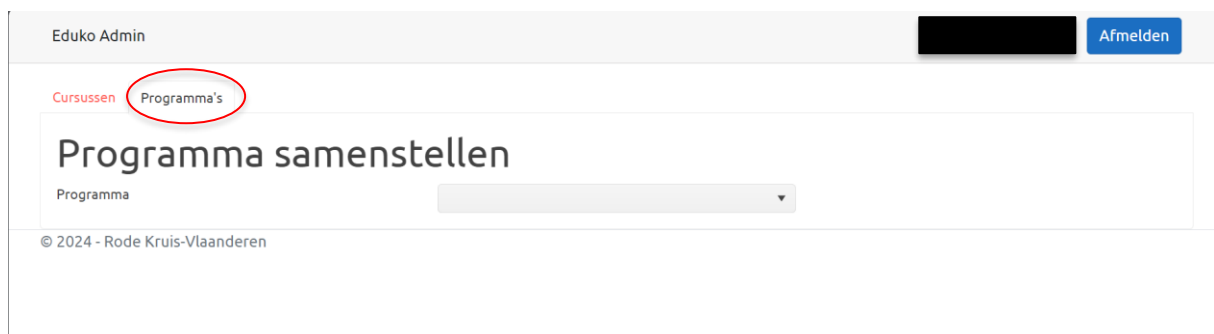 Eduko Admin
Afmelden
Cursussen Programma's
Programma samenstellen
Programma
© 2024 - Rode Kruis-Vlaanderen